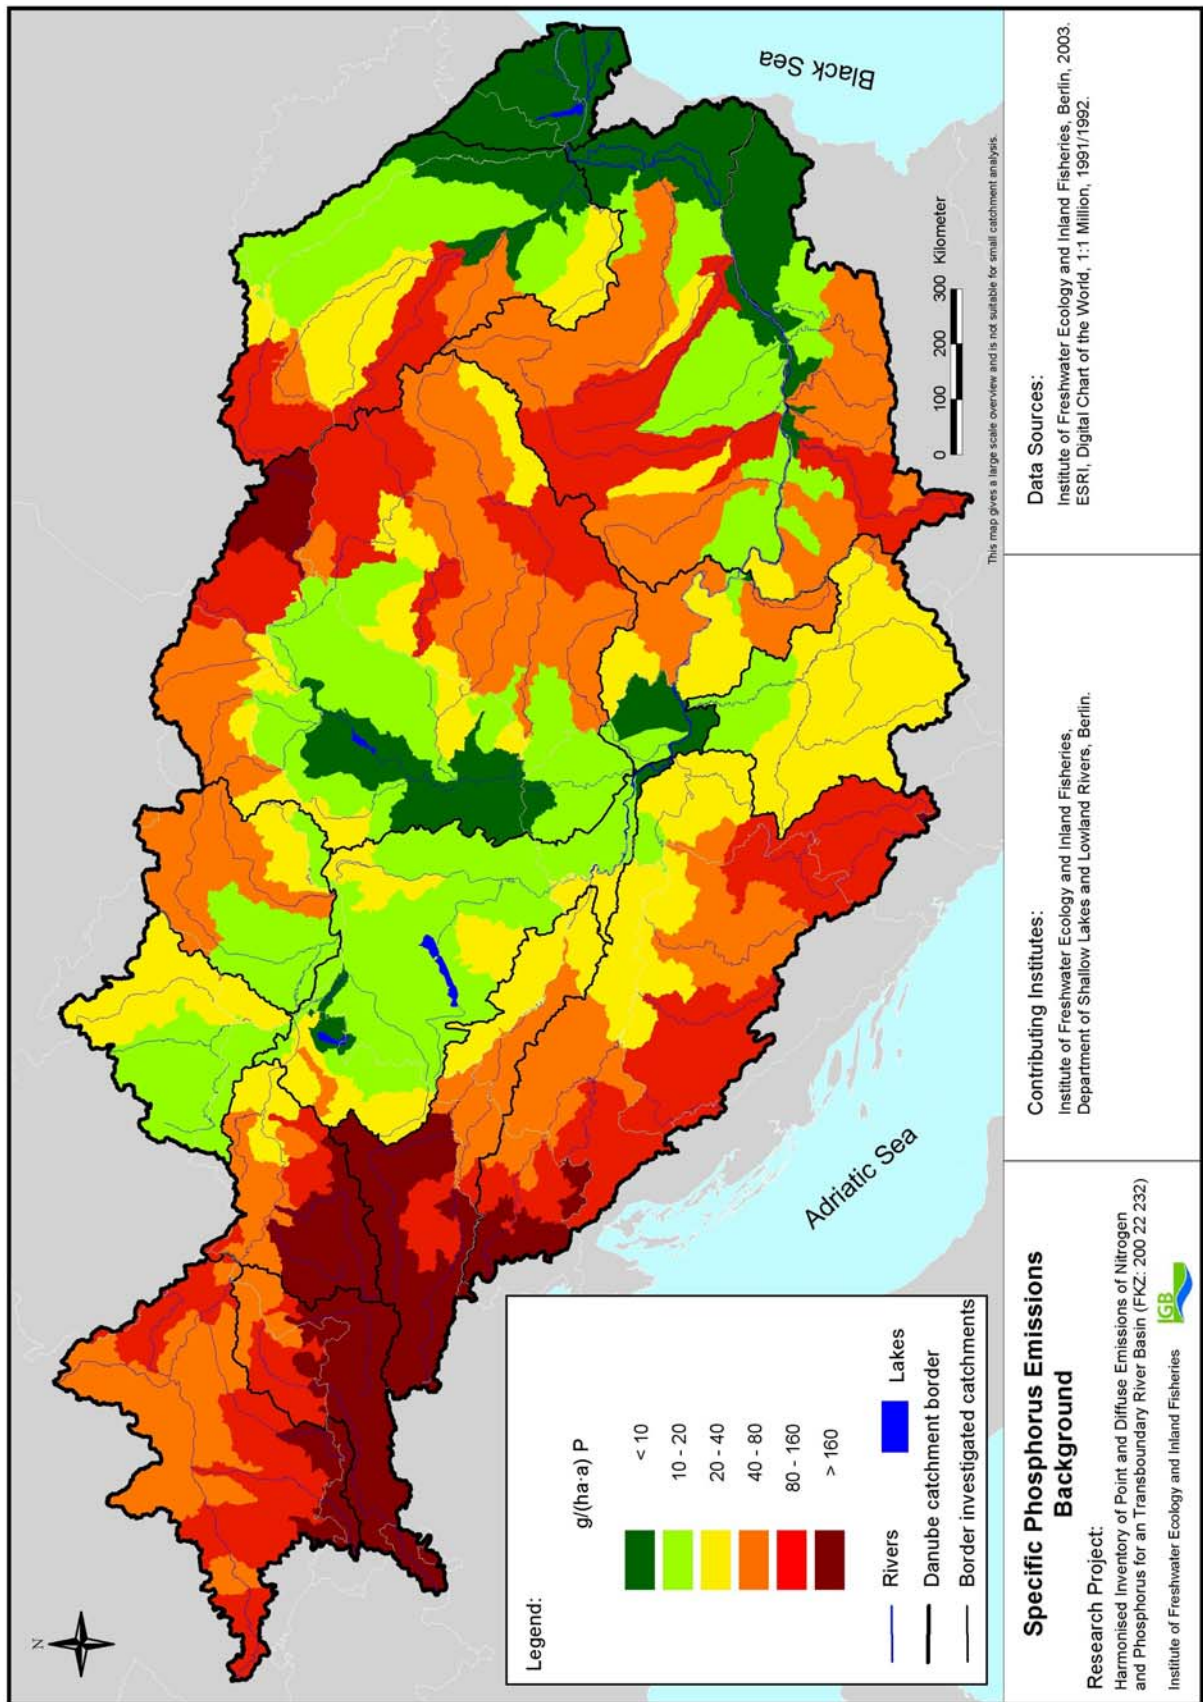 N
Black Sea
Adriatic Sea
0 100 200 300 Kilometer
This map gives a large scale overview and is not suitable for small catchment analysis.
Legend:
g/(ha·a) P
< 10
10 - 20
20 - 40
40 - 80
80 - 160
> 160
Rivers
Lakes
Danube catchment border
Border investigated catchments
Specific Phosphorus Emissions
Background
Research Project:
Harmonised Inventory of Point and Diffuse Emissions of Nitrogen
and Phosphorus for an Transboundary River Basin (FKZ: 200 22 232)
Institute of Freshwater Ecology and Inland Fisheries
IGB
Contributing Institutes:
Institute of Freshwater Ecology and Inland Fisheries,
Department of Shallow Lakes and Lowland Rivers, Berlin.
Data Sources:
Institute of Freshwater Ecology and Inland Fisheries, Berlin, 2003.
ESRI, Digital Chart of the World, 1:1 Million, 1991/1992.